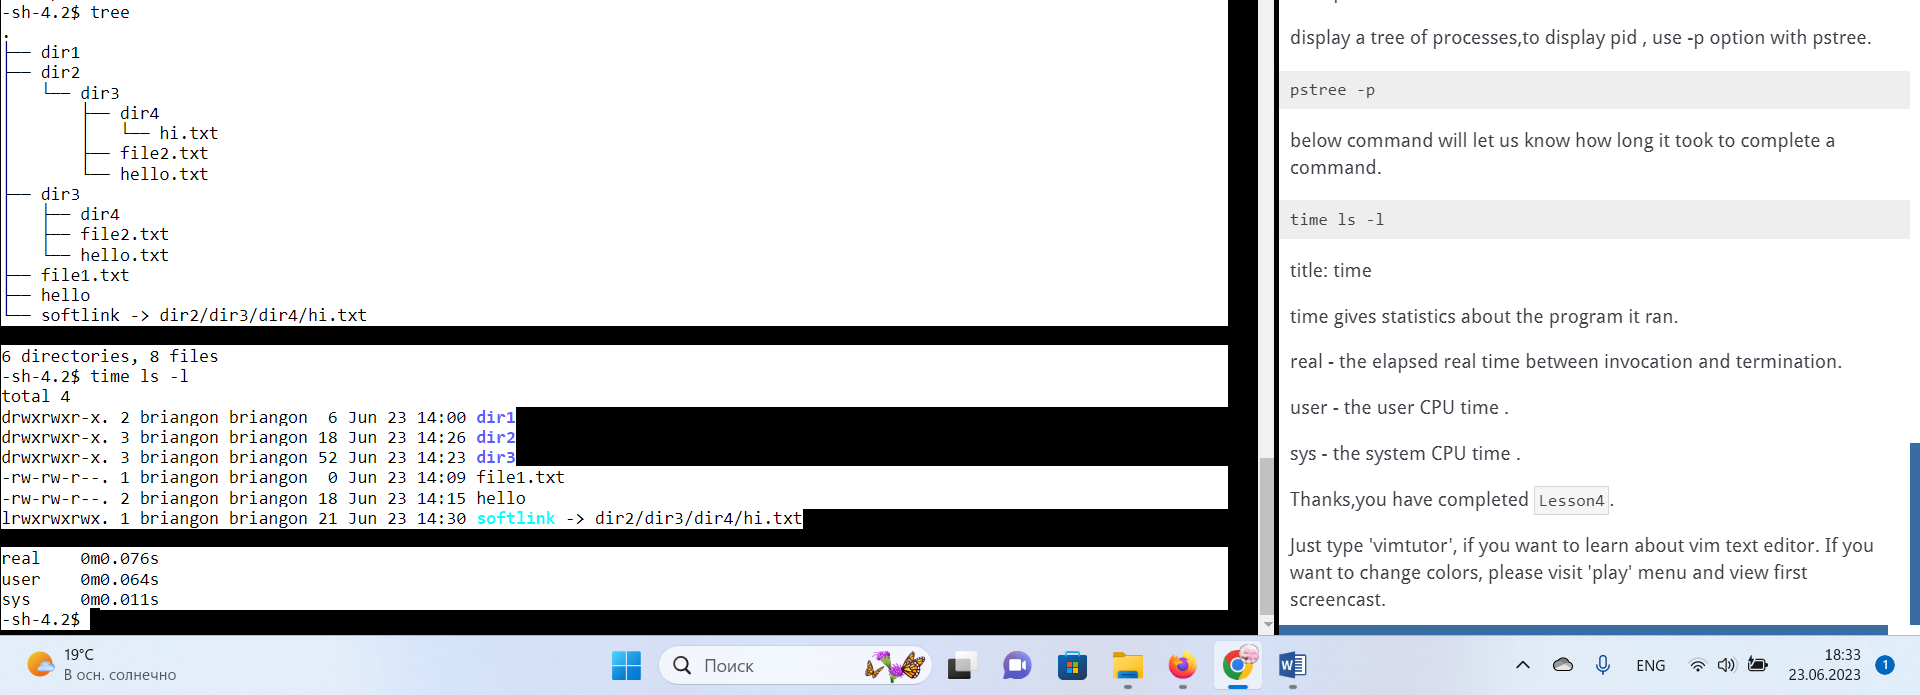 -sh-4.2$ tree
.
├── dir1
├── dir2
│   └── dir3
│       ├── dir4
│       │   └── hi.txt
│       ├── file2.txt
│       └── hello.txt
├── dir3
│   ├── dir4
│   ├── file2.txt
│   └── hello.txt
├── file1.txt
├── hello
└── softlink -> dir2/dir3/dir4/hi.txt
6 directories, 8 files
-sh-4.2$ time ls -l
total 4
drwxrwxr-x. 2 briangon briangon  6 Jun 23 14:00 dir1
drwxrwxr-x. 3 briangon briangon 18 Jun 23 14:26 dir2
drwxrwxr-x. 3 briangon briangon 52 Jun 23 14:23 dir3
-rw-rw-r--. 1 briangon briangon  0 Jun 23 14:09 file1.txt
-rw-rw-r--. 2 briangon briangon 18 Jun 23 14:15 hello
lrwxrwxrwx. 1 briangon briangon 21 Jun 23 14:30 softlink -> dir2/dir3/dir4/hi.txt
real    0m0.076s
user    0m0.064s
sys     0m0.011s
-sh-4.2$
display a tree of processes,to display pid , use -p option with pstree.
pstree -p
below command will let us know how long it took to complete a
command.
time ls -l
title: time
time gives statistics about the program it ran.
real - the elapsed real time between invocation and termination.
user - the user CPU time .
sys - the system CPU time .
Thanks,you have completed Lesson4.
Just type 'vimtutor', if you want to learn about vim text editor. If you
want to change colors, please visit 'play' menu and view first
screencast.
19°C
В осн. солнечно
Поиск
ENG
18:33
23.06.2023
1